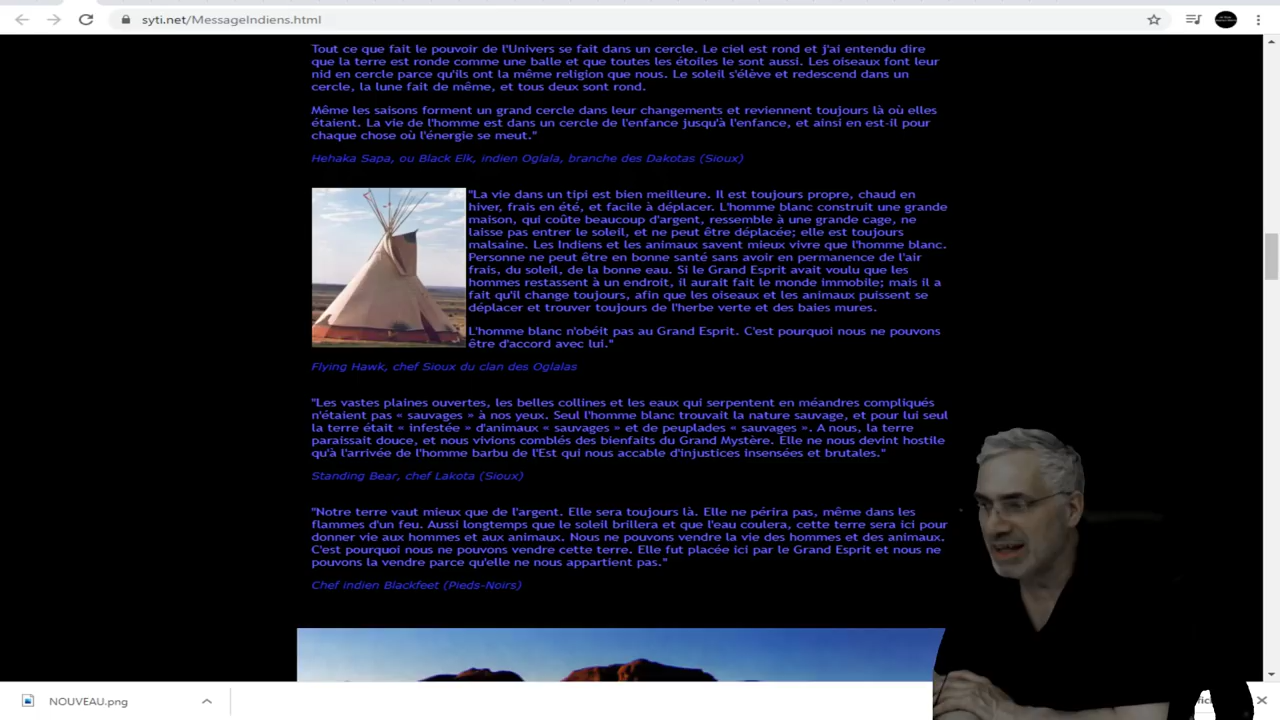 syti.net/MessageIndiens.html
Tout ce que fait le pouvoir de l'Univers se fait dans un cercle. Le ciel est rond et j'ai entendu dire
que la terre est ronde comme une balle et que toutes les étoiles le sont aussi. Les oiseaux font leur
nid en cercle parce qu'ils ont la même religion que nous. Le soleil s'élève et redescend dans un
cercle, la lune fait de même, et tous deux sont rond.
Même les saisons forment un grand cercle dans leur changements et reviennent toujours là où elles
étaient. La vie de l'homme est dans un cercle de l'enfance jusqu'à l'enfance, et ainsi en est-il pour
chaque chose où l'énergie se meut."
Hehaka Sapa, ou Black Elk, indien Oglala, branche des Dakotas (Sioux)
"La vie dans un tipi est bien meilleure. Il est toujours propre, chaud en
hiver, frais en été, et facile à déplacer. L'homme blanc construit une grande
maison, qui coûte beaucoup d'argent, ressemble à une grande cage, ne
laisse pas entrer le soleil, et ne peut être déplacée; elle est toujours
malsaine. Les Indiens et les animaux savent mieux vivre que l'homme blanc.
Personne ne peut être en bonne santé sans avoir en permanence de l'air
frais, du soleil, de la bonne eau. Si le Grand Esprit avait voulu que les
hommes restassent à un endroit, il aurait fait le monde immobile; mais il a
fait qu'il change toujours, afin que les oiseaux et les animaux puissent se
déplacer et trouver toujours de l'herbe verte et des baies mures.
L'homme blanc n'obéit pas au Grand Esprit. C'est pourquoi nous ne pouvons
être d'accord avec lui."
Flying Hawk, chef Sioux du clan des Oglalas
"Les vastes plaines ouvertes, les belles collines et les eaux qui serpentent en méandres compliqués
n'étaient pas « sauvages » à nos yeux. Seul l'homme blanc trouvait la nature sauvage, et pour lui seul
la terre était « infestée » d'animaux « sauvages » et de peuplades « sauvages ». A nous, la terre
paraissait douce, et nous vivions comblés des bienfaits du Grand Mystère. Elle ne nous devint hostile
qu'à l'arrivée de l'homme barbu de l'Est qui nous accable d'injustices insensées et brutales."
Standing Bear, chef Lakota (Sioux)
"Notre terre vaut mieux que de l'argent. Elle sera toujours là. Elle ne périra pas, même dans les
flammes d'un feu. Aussi longtemps que le soleil brillera et que l'eau coulera, cette terre sera ici pour
donner vie aux hommes et aux animaux. Nous ne pouvons vendre la vie des hommes et des animaux.
C'est pourquoi nous ne pouvons vendre cette terre. Elle fut placée ici par le Grand Esprit et nous ne
pouvons la vendre parce qu'elle ne nous appartient pas."
Chef indien Blackfeet (Pieds-Noirs)
NOUVEAU.png